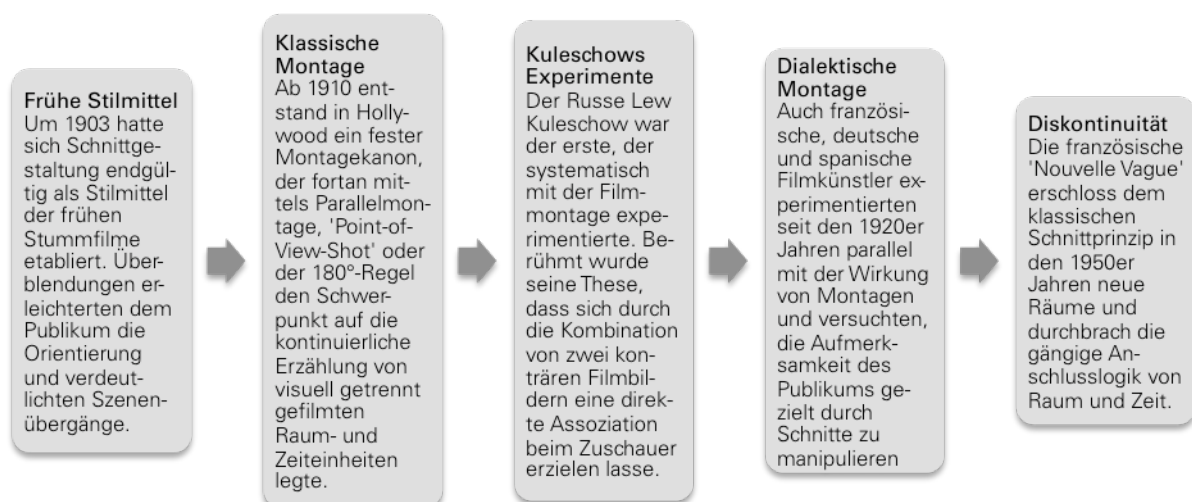 Frühe Stilmittel
Um 1903 hatte
sich Schnittge-
staltung endgül-
tig als Stilmittel
der frühen
Stummfilme
etabliert. Über-
blendungen er-
leichterten dem
Publikum die
Orientierung
und verdeut-
lichten Szenen-
übergänge.
Klassische
Montage
Ab 1910 ent-
stand in Holly-
wood ein fester
Montagekanon,
der fortan mit-
tels Parallelmon-
tage, 'Point-of-
View-Shot' oder
der 180°-Regel
den Schwer-
punkt auf die
kontinuierliche
Erzählung von
visuell getrennt
gefilmten
Raum- und
Zeiteinheiten
legte.
Kuleschows
Experimente
Der Russe Lew
Kuleschow war
der erste, der
systematisch
mit der Film-
montage expe-
rimentierte. Be-
rühmt wurde
seine These,
dass sich durch
die Kombination
von zwei kon-
trären Filmbil-
dern eine direk-
te Assoziation
beim Zuschauer
erzielen lasse.
Dialektische
Montage
Auch französi-
sche, deutsche
und spanische
Filmkünstler ex-
perimentierten
seit den 1920er
Jahren parallel
mit der Wirkung
von Montagen
und versuchten,
die Aufmerk-
samkeit des
Publikums ge-
zielt durch
Schnitte zu
manipulieren
Diskontinuität
Die französische
'Nouvelle Vague'
erschloss dem
klassischen
Schnittprinzip in
den 1950er
Jahren neue
Räume und
durchbrach die
gängige An-
schlusslogik von
Raum und Zeit.